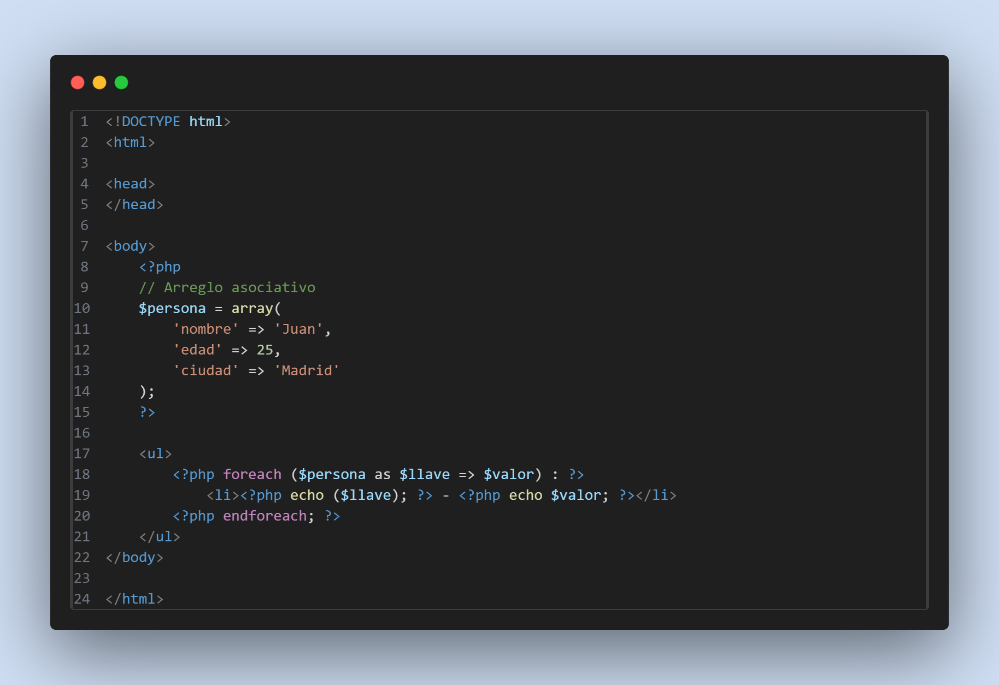 1 <!DOCTYPE html>
2 <html>
3
4 <head>
5 </head>
6
7 <body>
8     <?php
9     // Arreglo asociativo
10     $persona = array(
11         'nombre' => 'Juan',
12         'edad' => 25,
13         'ciudad' => 'Madrid'
14     );
15     ?>
16
17     <ul>
18         <?php foreach ($persona as $llave => $valor) : ?>
19             <li><?php echo ($llave); ?> - <?php echo $valor; ?></li>
20         <?php endforeach; ?>
21     </ul>
22 </body>
23
24 </html>